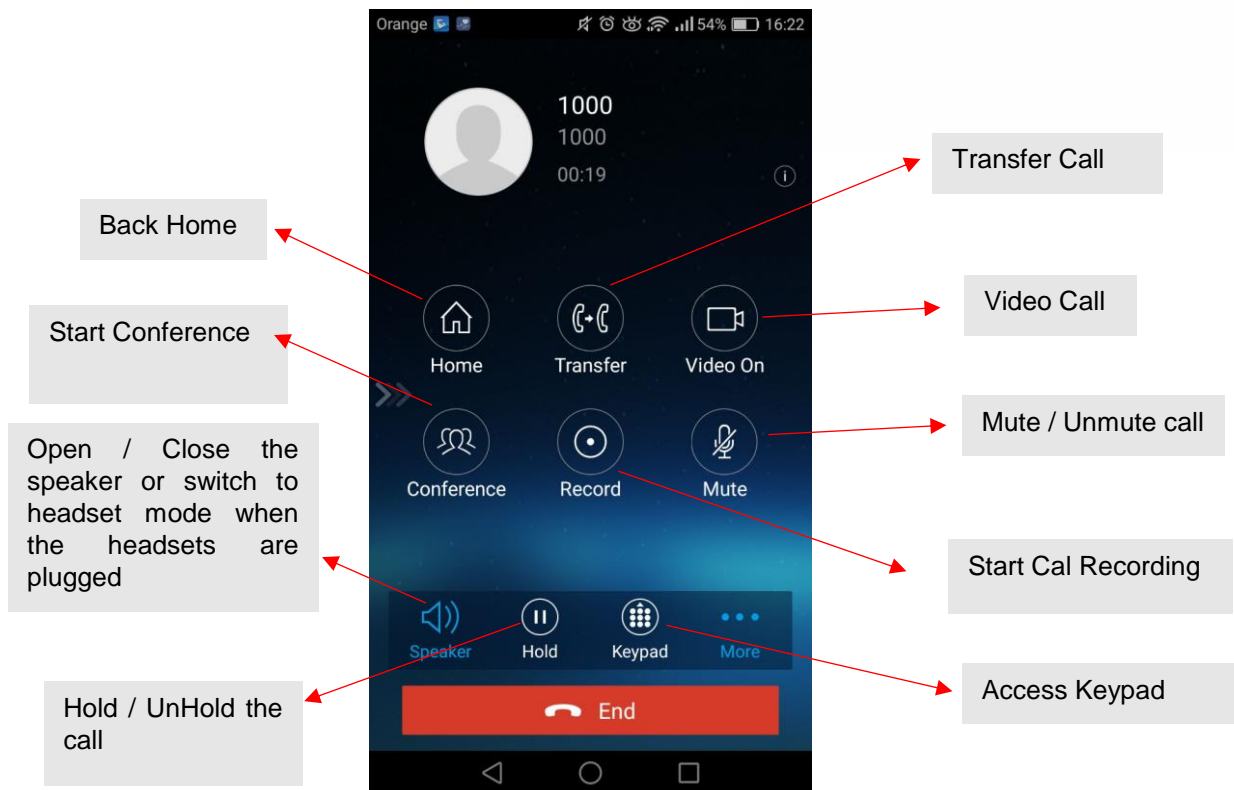 Orange 54% 16:22
1000
1000
00:19
Transfer Call
Back Home
Video Call
Start Conference
Home Transfer Video On
Mute / Unmute call
Open / Close the
speaker or switch to
headset mode when
the headsets are
plugged
Conference Record Mute
Start Cal Recording
Speaker Hold Keypad More
Access Keypad
Hold / UnHold the
call
End